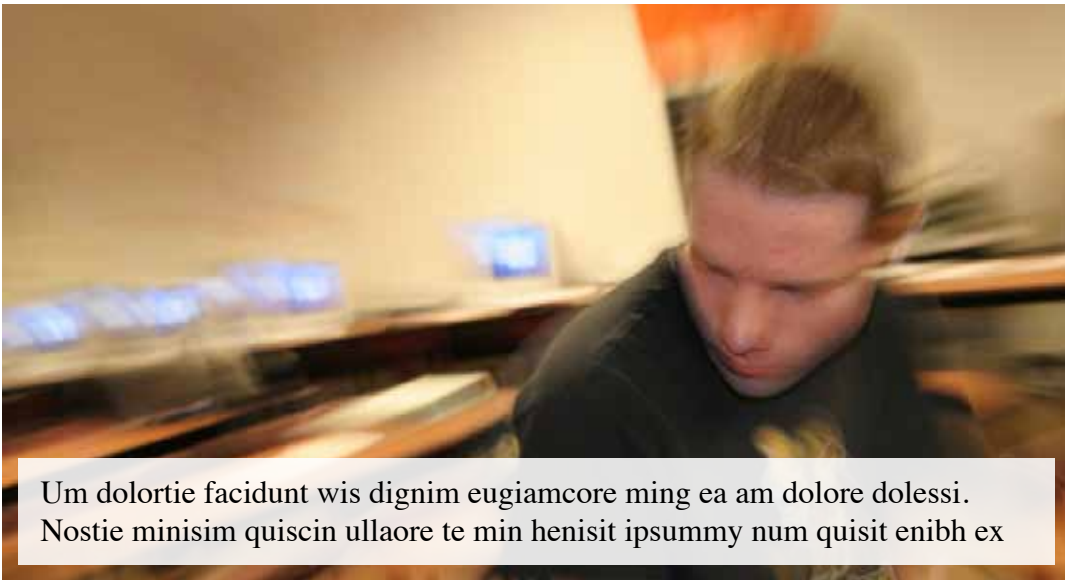 Um dolortie facidunt wis dignim eugiamcore ming ea am dolore dolessi.
Nostie minisim quiscin ullaore te min henisit ipsummy num quisit enibh ex